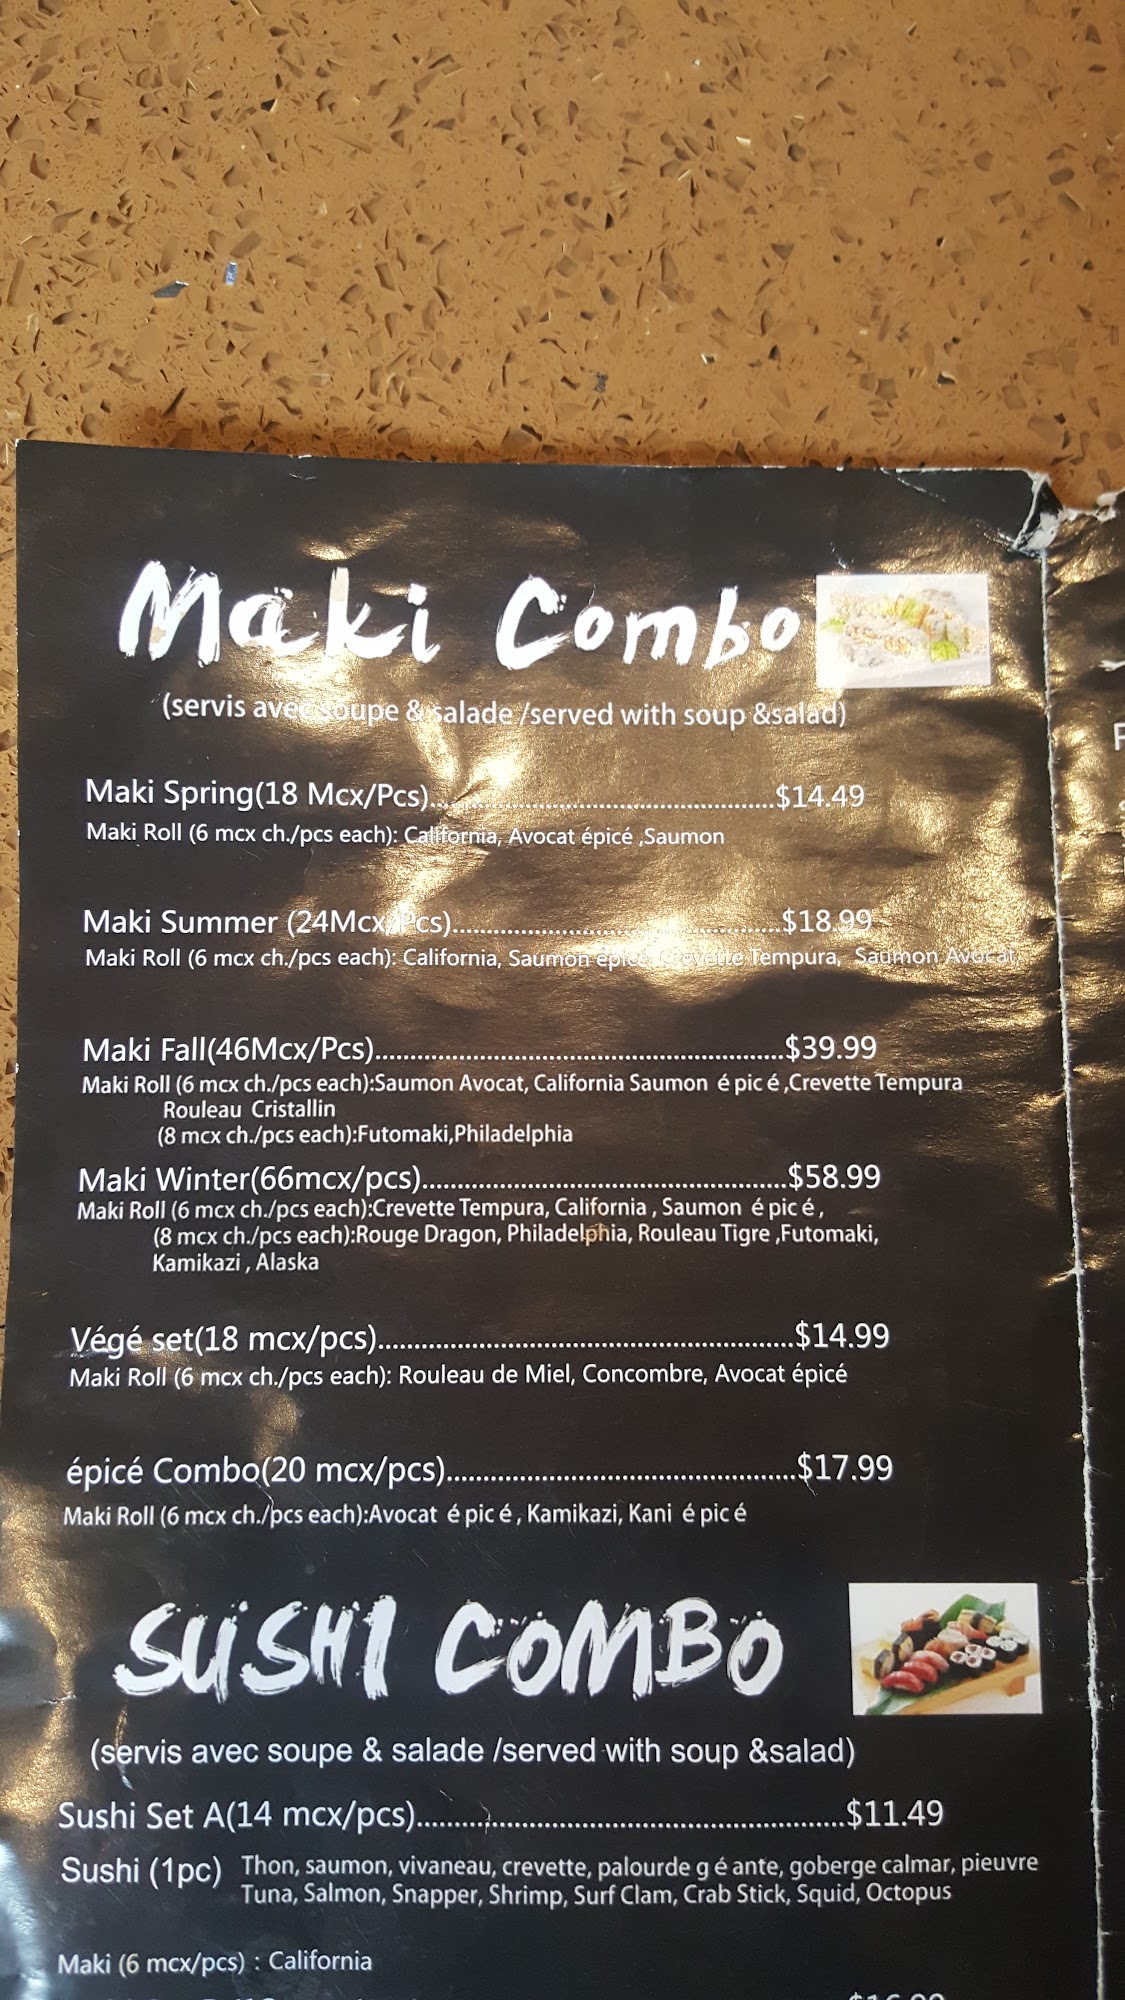 Maki Combo
(servis avec soupe & salade /served with soup &salad)
Maki Spring(18 Mcx/Pcs)..............................................$14.49
Maki Roll (6 mcx ch./pcs each): California, Avocat épicé ,Saumon
Maki Summer (24Mcx/Pcs)..............................................$18.99
Maki Roll (6 mcx ch./pcs each): California, Saumon épicé, Crevette Tempura, Saumon Avocat,
Maki Fall(46Mcx/Pcs)..........................................................$39.99
Maki Roll (6 mcx ch./pcs each):Saumon Avocat, California Saumon épicé ,Crevette Tempura
Rouleau Cristallin
(8 mcx ch./pcs each):Futomaki,Philadelphia
Maki Winter(66mcx/pcs)....................................................$58.99
Maki Roll (6 mcx ch./pcs each):Crevette Tempura, California , Saumon épicé ,
(8 mcx ch./pcs each):Rouge Dragon, Philadelphia, Rouleau Tigre ,Futomaki,
Kamikazi , Alaska
Végé set(18 mcx/pcs)..........................................................$14.99
Maki Roll (6 mcx ch./pcs each): Rouleau de Miel, Concombre, Avocat épicé
épicé Combo(20 mcx/pcs)................................................$17.99
Maki Roll (6 mcx ch./pcs each):Avocat épicé , Kamikazi, Kani épicé
SUSHI COMBO
(servis avec soupe & salade /served with soup &salad)
Sushi Set A(14 mcx/pcs)............................................................$11.49
Sushi (1pc) Thon, saumon, vivaneau, crevette, palourde géante, goberge calmar, pieuvre
Tuna, Salmon, Snapper, Shrimp, Surf Clam, Crab Stick, Squid, Octopus
Maki (6 mcx/pcs) : California